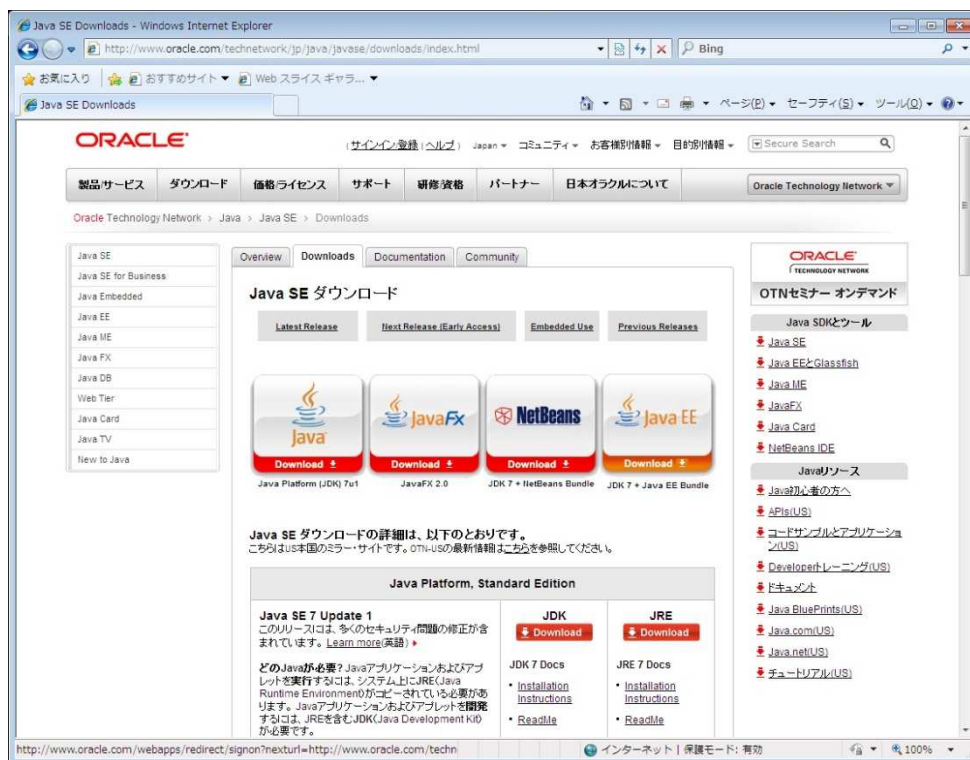 Java SE Downloads - Windows Internet Explorer
http://www.oracle.com/technetwork/jp/java/javase/downloads/index.html
Bing
お気に入り
おすすめサイト ▼
Web スライス ギャラ... ▼
Java SE Downloads
ページ(P) ▼ セーフティ(S) ▼ ツール(O) ▼
ORACLE
(サインイン/登録 | ヘルプ) Japan コミュニティ お客様別情報 目的別情報
Secure Search
製品/サービス ダウンロード 価格/ライセンス サポート 研修/資格 パートナー 日本オラクルについて
Oracle Technology Network
Oracle Technology Network > Java > Java SE > Downloads
Java SE
Java SE for Business
Java Embedded
Java EE
Java ME
Java FX
Java DB
Web Tier
Java Card
Java TV
New to Java
Overview Downloads Documentation Community
Java SE ダウンロード
Latest Release Next Release (Early Access) Embedded Use Previous Releases
Java JavaFX NetBeans Java EE
Download Download Download Download
Java Platform (JDK) 7u1 JavaFX 2.0 JDK 7 + NetBeans Bundle JDK 7 + Java EE Bundle
Java SE ダウンロードの詳細は、以下のとおりです。
こちらはUS本国のミラー・サイトです。OTN-USの最新情報はこちらを参照してください。
Java Platform, Standard Edition
Java SE 7 Update 1
このリリースには、多くのセキュリティ問題の修正が含
まれています。 Learn more(英語)
どのJavaが必要? Javaアプリケーションおよびアプ
レットを実行するには、システム上にJRE(Java
Runtime Environment)がコピーされている必要があ
ります。Javaアプリケーションおよびアプレットを開発
するには、JREを含むJDK(Java Development Kit)
が必要です。
JDK
Download
JDK 7 Docs
• Installation
Instructions
• ReadMe
JRE
Download
JRE 7 Docs
• Installation
Instructions
• ReadMe
ORACLE
TECHNOLOGY NETWORK
OTNセミナー オンデマンド
Java SDKとツール
Java SE
Java EEとGlassfish
Java ME
JavaFX
Java Card
NetBeans IDE
Javaリソース
Java初心者の方へ
APIs(US)
コードサンプルとアプリケーショ
ン(US)
Developerトレーニング(US)
ドキュメント
Java BluePrints(US)
Java.com(US)
Java.net(US)
チュートリアル(US)
http://www.oracle.com/webapps/redirect/signon?nexturl=http://www.oracle.com/techn
インターネット | 保護モード: 有効
100%